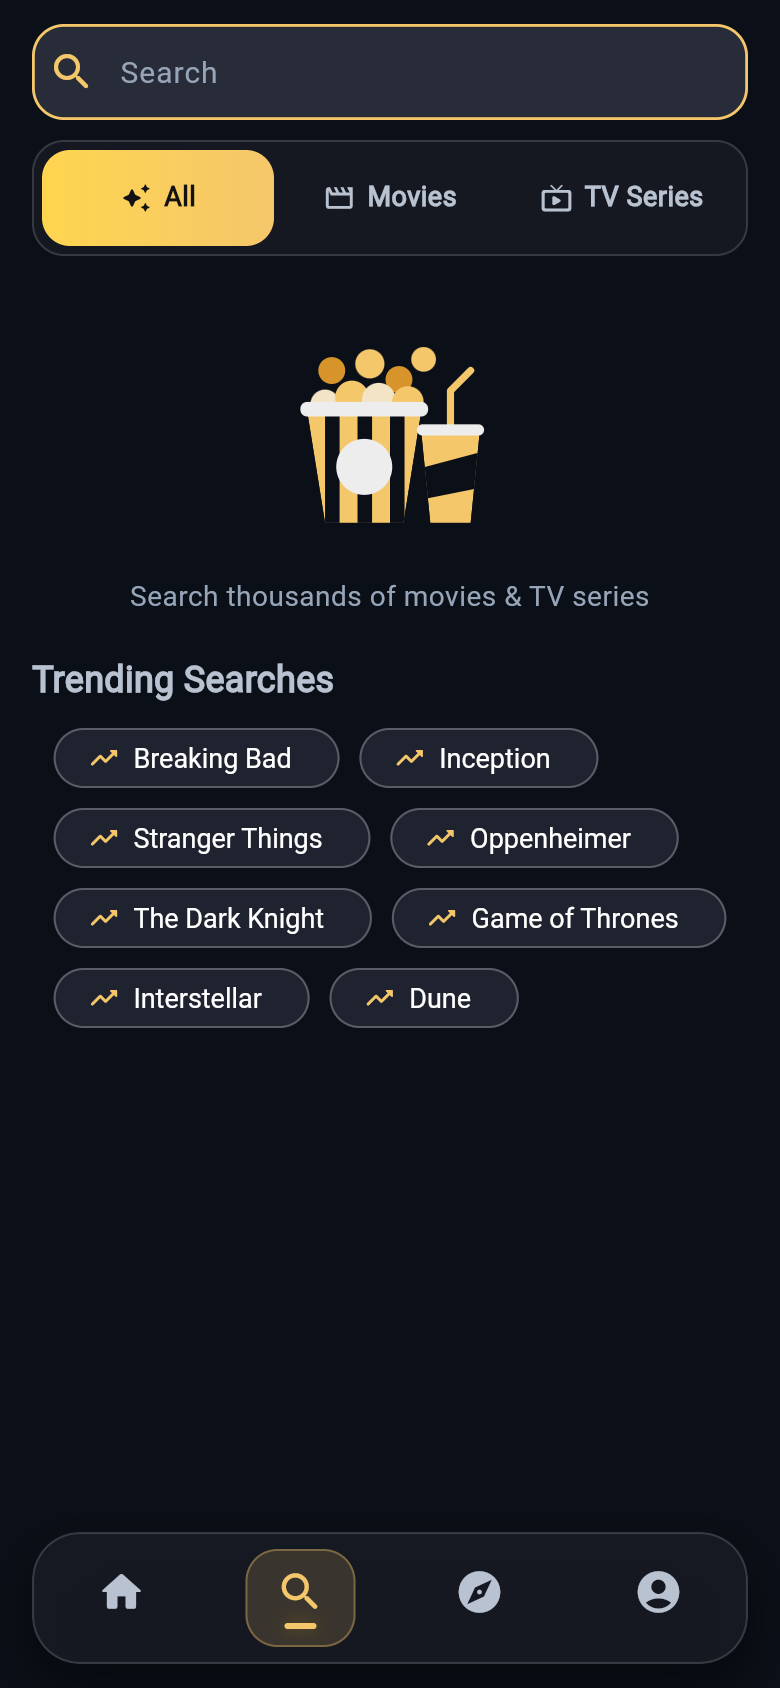 Search
All Movies TV Series
Search thousands of movies & TV series
Trending Searches
Breaking Bad Inception
Stranger Things Oppenheimer
The Dark Knight Game of Thrones
Interstellar Dune